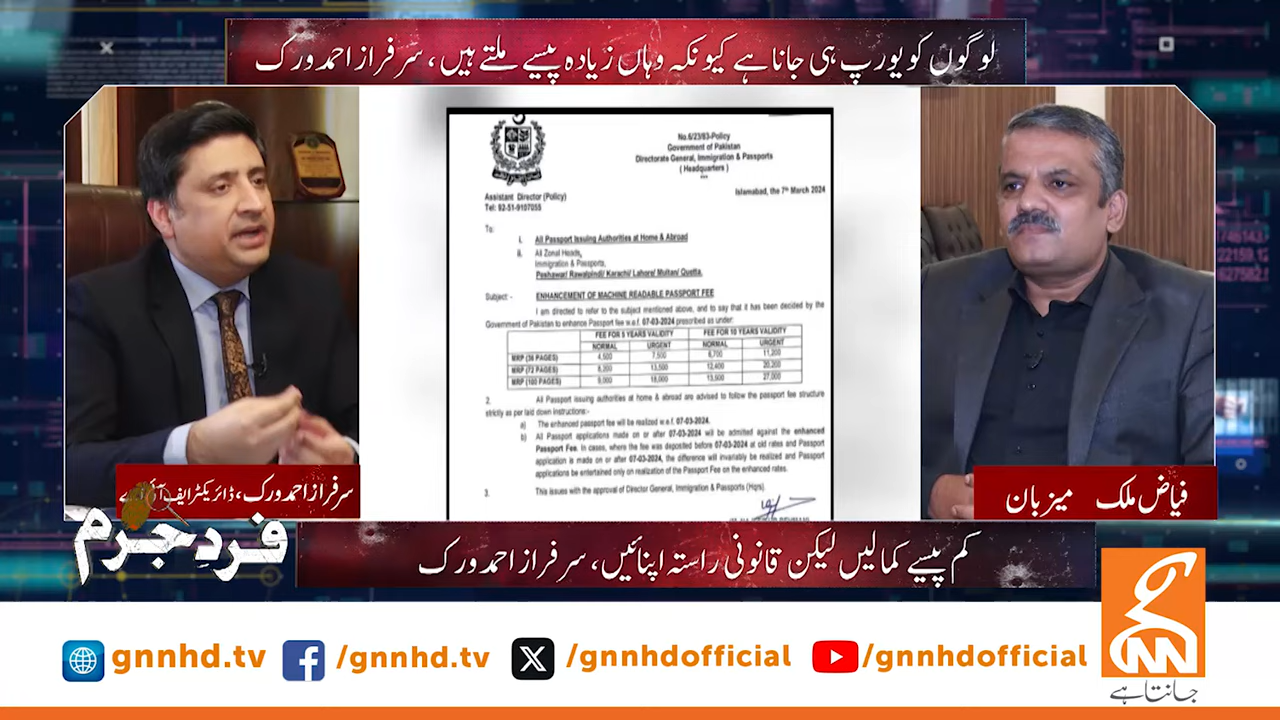 لوگوں کو یورپ ہی جانا ہے کیونکہ وہاں زیادہ پیسے ملتے ہیں، سرفراز احمد ورک
No.6/23/83-Policy
Government of Pakistan
Directorate General, Immigration & Passports
( Headquarters )
***
Islamabad, the 7th March 2024
Assistant Director (Policy)
Tel: 92-51-9107055
To:
i. All Passport Issuing Authorities at Home & Abroad
ii. All Zonal Heads,
Immigration & Passports,
Peshawar/ Rawalpindi/ Karachi/ Lahore/ Multan/ Quetta.
Subject:- ENHANCEMENT OF MACHINE READABLE PASSPORT FEE
I am directed to refer to the subject mentioned above, and to say that it has been decided by the
Government of Pakistan to enhance Passport fee w.e.f. 07-03-2024 prescribed as under:
FEE FOR 5 YEARS VALIDITY FEE FOR 10 YEARS VALIDITY
NORMAL URGENT NORMAL URGENT
MRP (36 PAGES) 4,500 7,500 6,700 11,200
MRP (72 PAGES) 8,200 13,500 12,400 20,200
MRP (100 PAGES) 9,000 18,000 13,500 27,000
2. All Passport issuing authorities at home & abroad are advised to follow the passport fee structure
strictly as per laid down instructions:-
a) The enhanced passport fee will be realized w.e.f. 07-03-2024.
b) All Passport applications made on or after 07-03-2024 will be admitted against the enhanced
Passport Fee. In cases, where the fee was deposited before 07-03-2024 at old rates and Passport
application is made on or after 07-03-2024, the difference will invariably be realized and Passport
applications be entertained only on realization of the Passport Fee on the enhanced rates.
3. This issues with the approval of Director General, Immigration & Passports (Hqrs).
سرفراز احمد ورک، ڈائریکٹر ایف آئی اے
فیاض ملک میزبان
فردِ جرم
کم پیسے کمالیں لیکن قانونی راستہ اپنائیں، سرفراز احمد ورک
gnnhd.tv
/gnnhd.tv
/gnnhdofficial
/gnnhdofficial
GNN
جانتا ہے